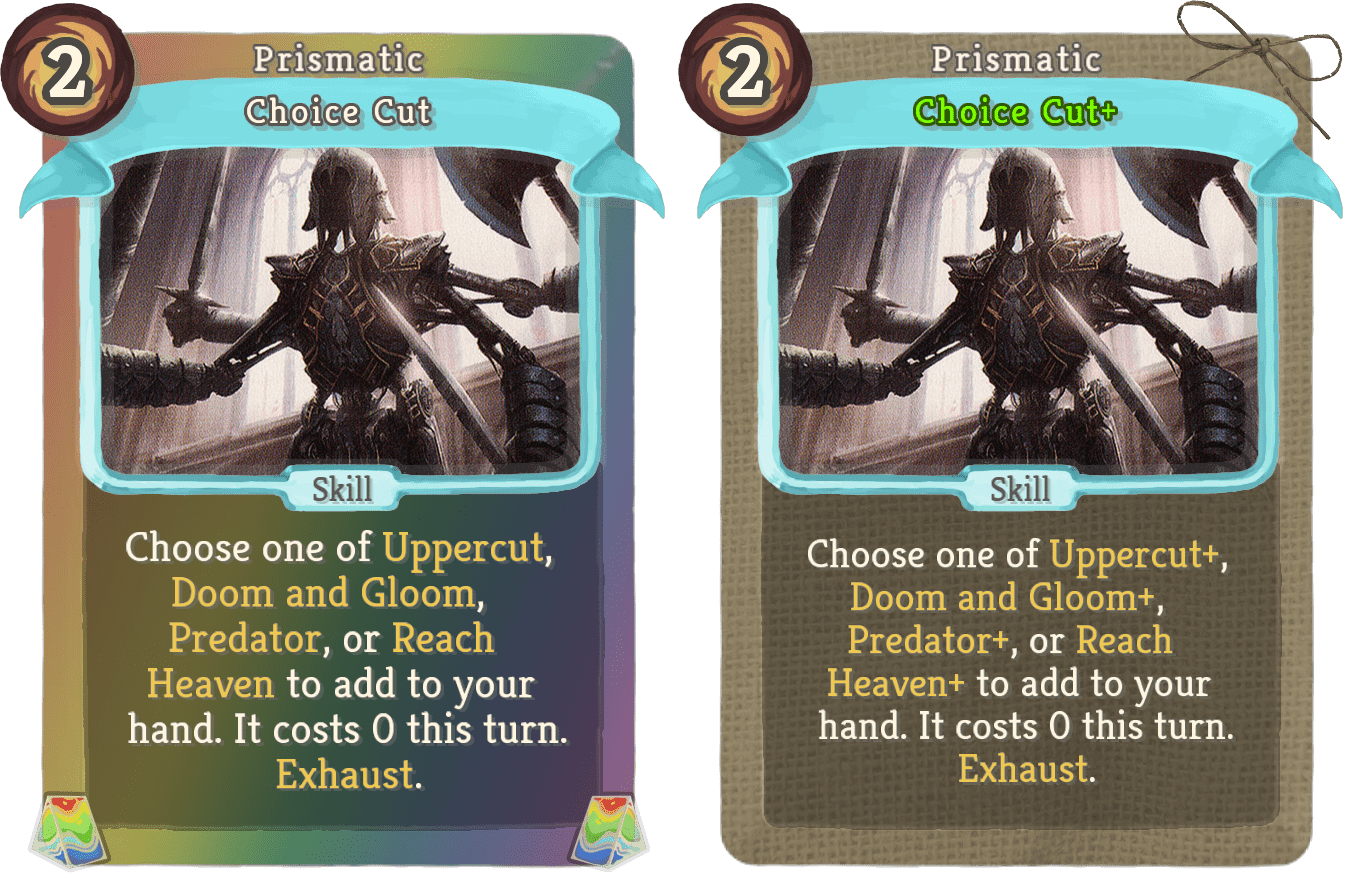 2
Prismatic
Choice Cut
Skill
Choose one of Uppercut,
Doom and Gloom,
Predator, or Reach
Heaven to add to your
hand. It costs 0 this turn.
Exhaust.
2
Prismatic
Choice Cut+
Skill
Choose one of Uppercut+,
Doom and Gloom+,
Predator+, or Reach
Heaven+ to add to your
hand. It costs 0 this turn.
Exhaust.